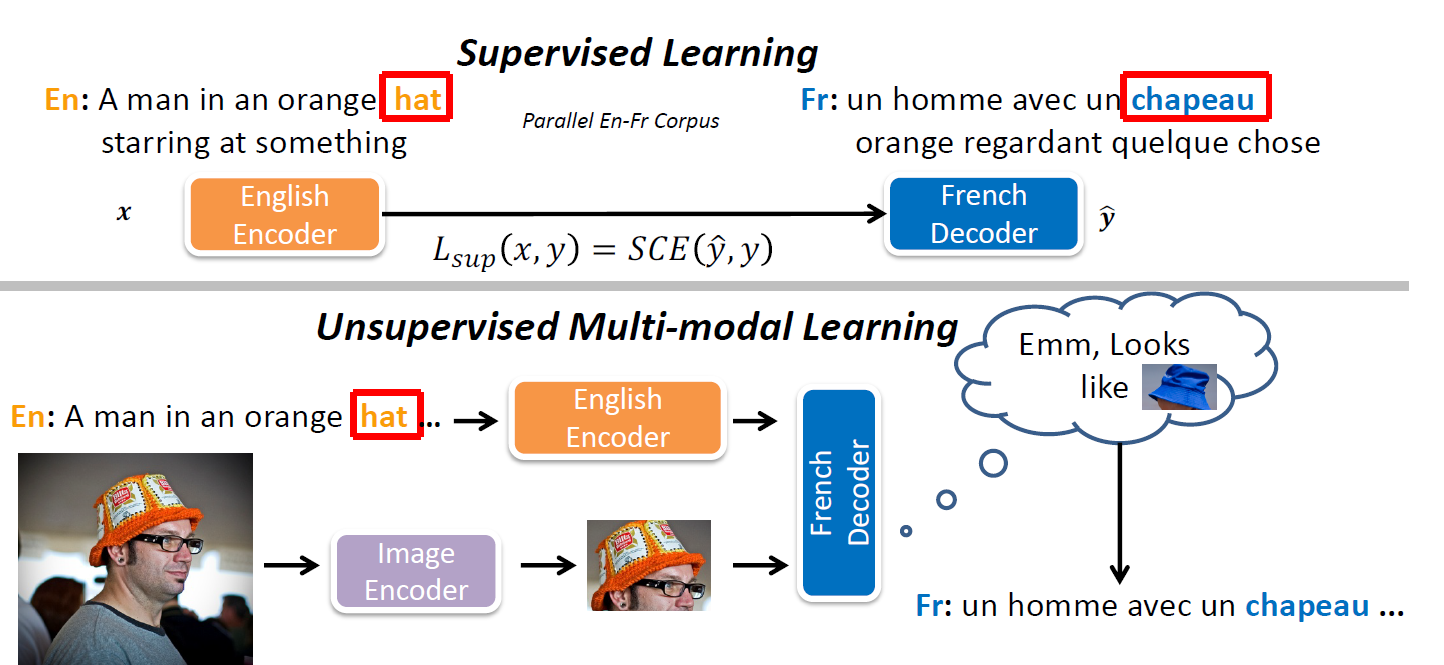 Supervised Learning
En: A man in an orange hat
starring at something
Parallel En-Fr Corpus
Fr: un homme avec un chapeau
orange regardant quelque chose
x
English
Encoder
L_{sup}(x, y) = SCE(ŷ, y)
French
Decoder
ŷ
Unsupervised Multi-modal Learning
En: A man in an orange hat ...
English
Encoder
Image
Encoder
French
Decoder
Emm, Looks
like
Fr: un homme avec un chapeau ...